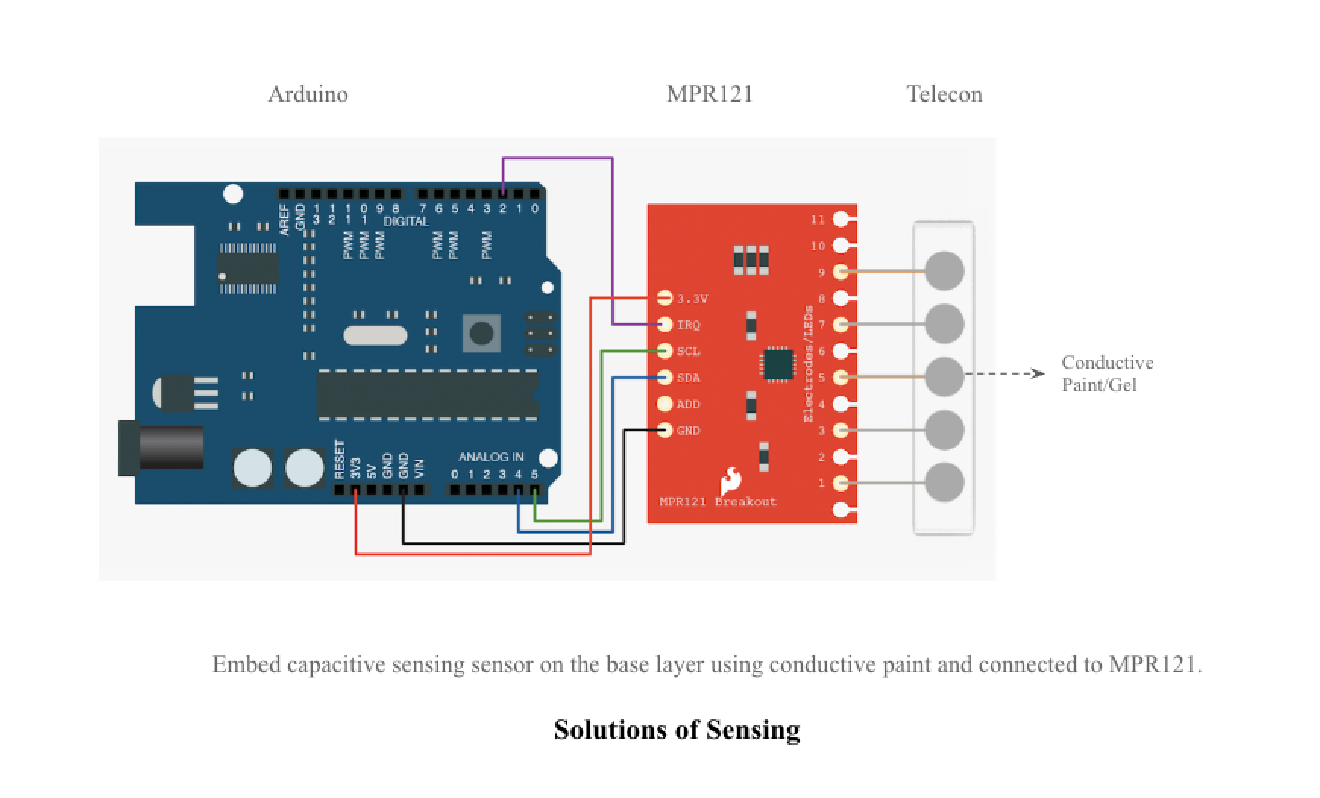 Arduino
MPR121
Telecon
AREF
GND
13
12
PWM 11
PWM 10
PWM 9
8
DIGITAL
7
PWM 6
PWM 5
4
PWM 3
2
1
0
RESET
3V3
5V
GND
GND
VIN
ANALOG IN
0 1 2 3 4 5
3.3V
IRQ
SCL
SDA
ADD
GND
MPR121 Breakout
Electrodes/LEDs
11
10
9
8
7
6
5
4
3
2
1
Conductive
Paint/Gel
Embed capacitive sensing sensor on the base layer using conductive paint and connected to MPR121.
Solutions of Sensing